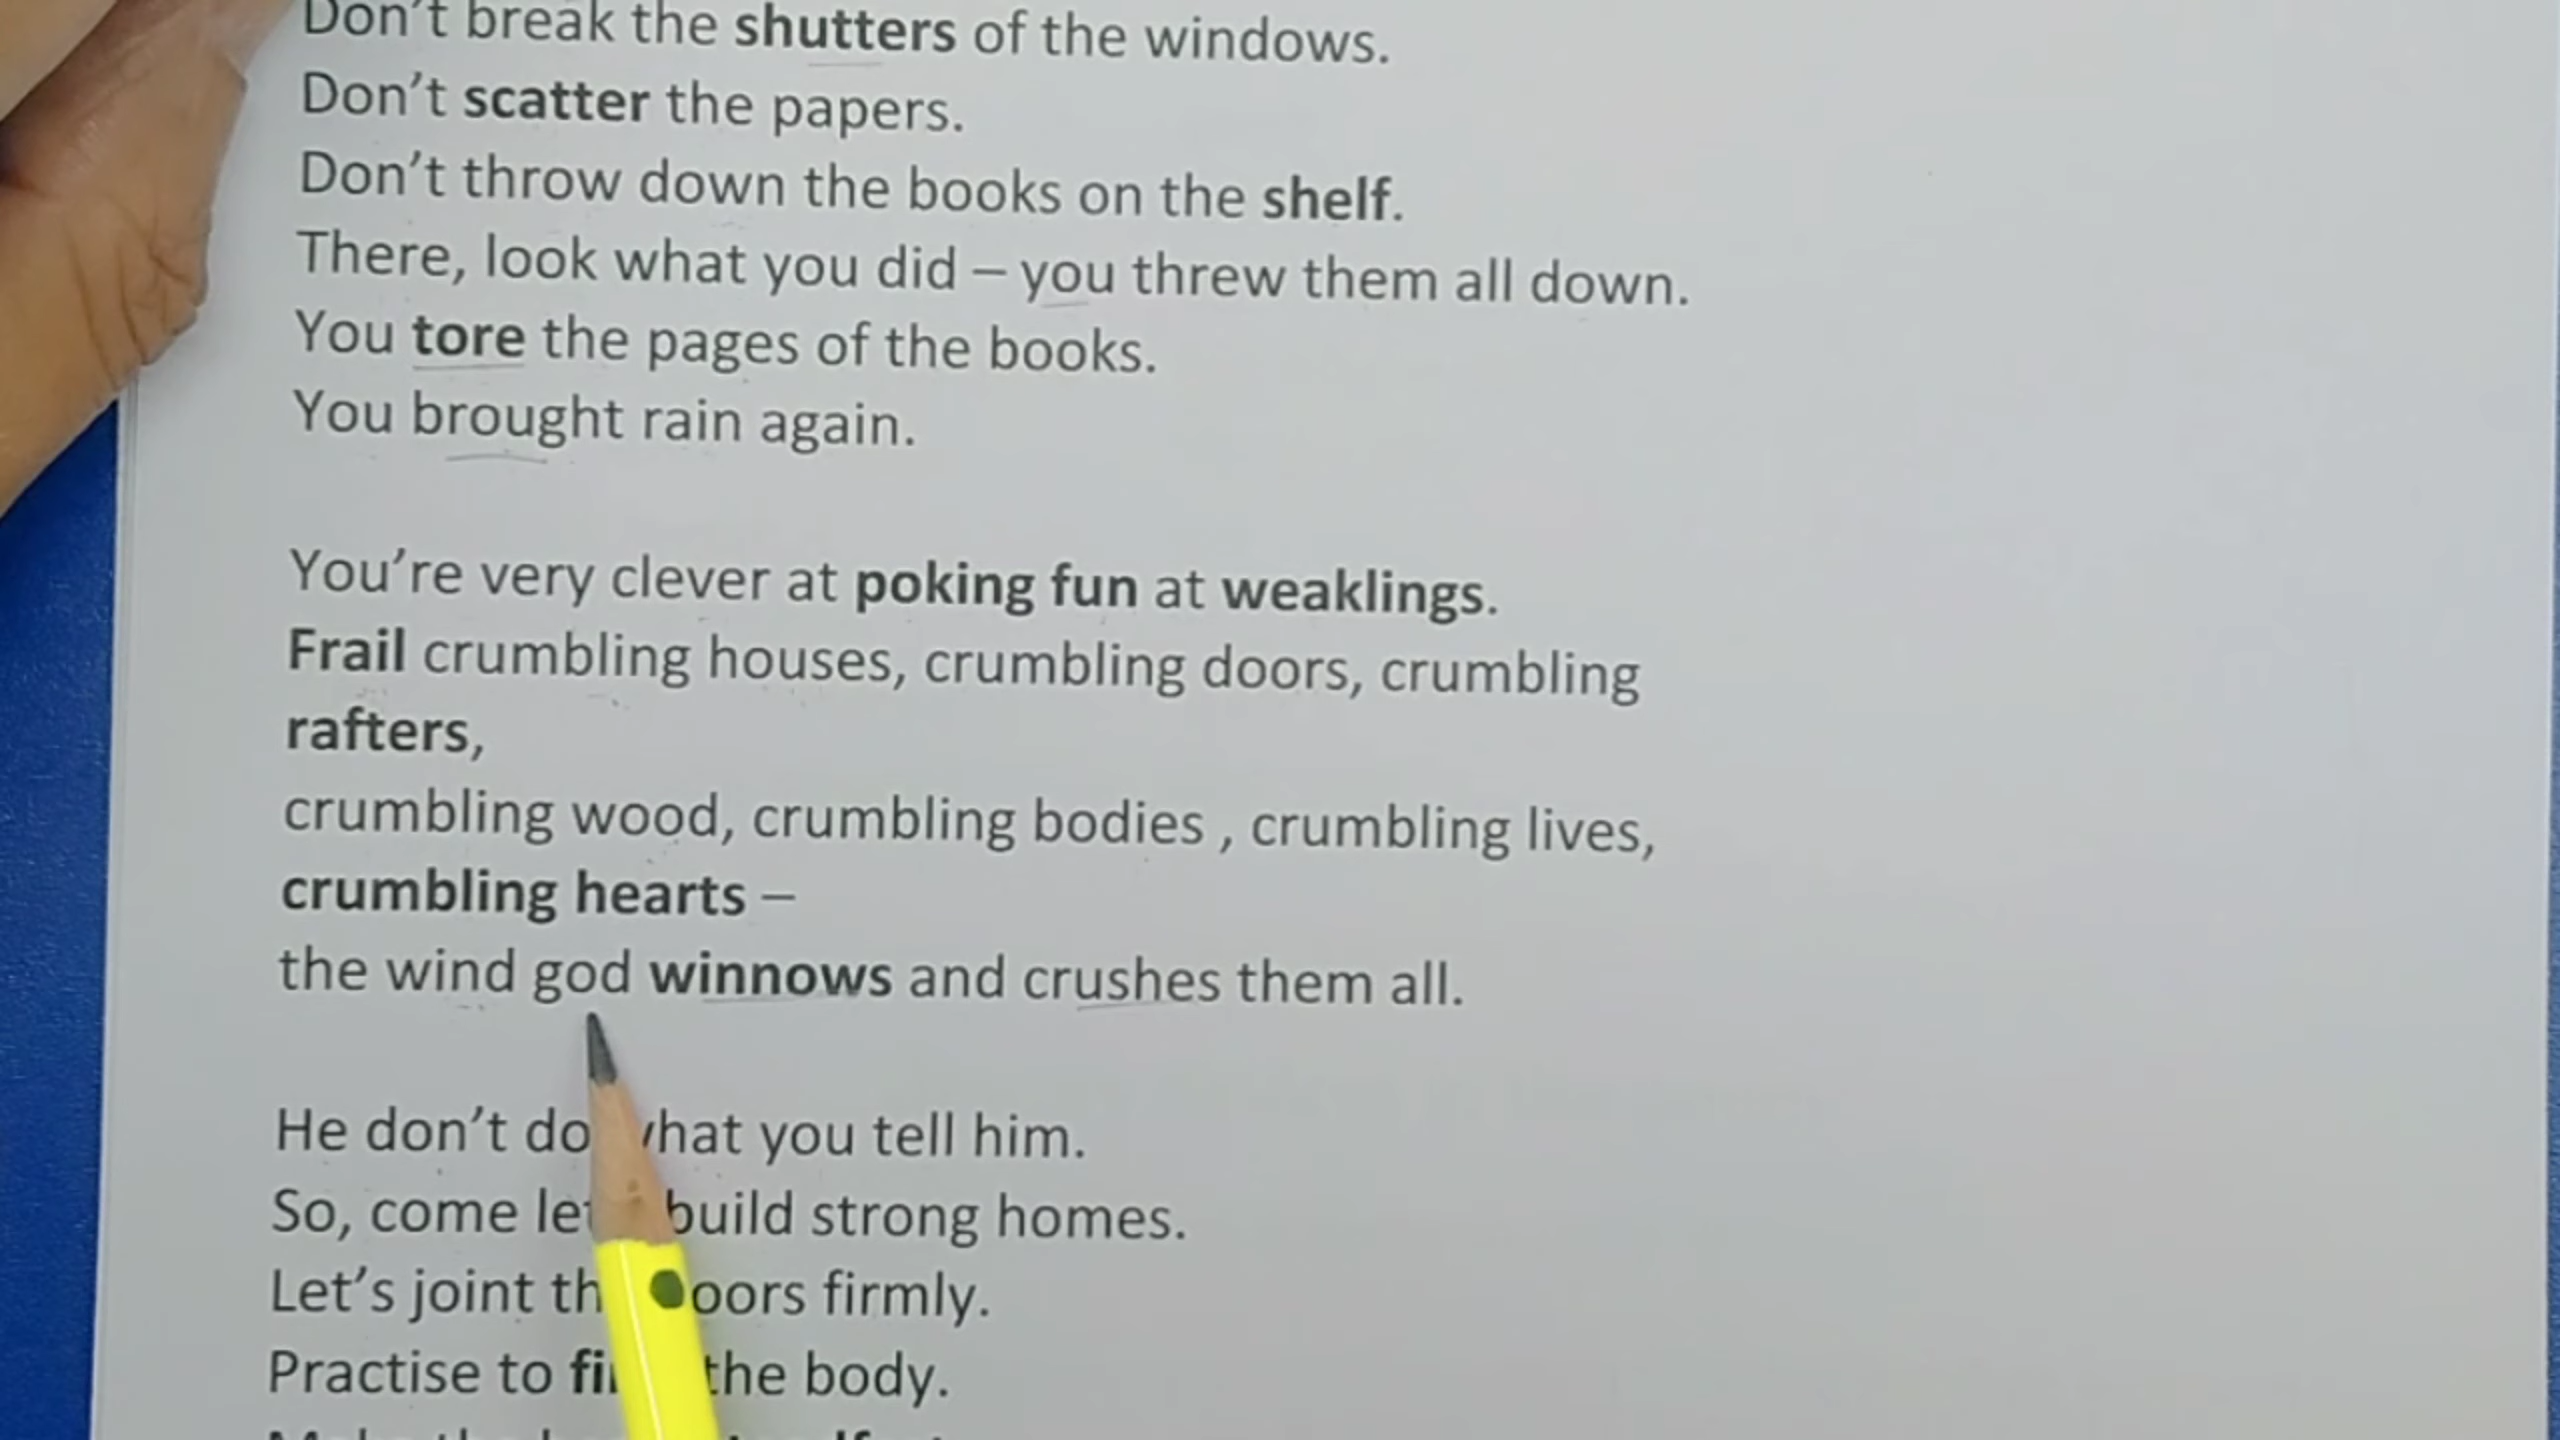 Don't break the shutters of the windows.
Don't scatter the papers.
Don't throw down the books on the shelf.
There, look what you did – you threw them all down.
You tore the pages of the books.
You brought rain again.
You're very clever at poking fun at weaklings.
Frail crumbling houses, crumbling doors, crumbling
rafters,
crumbling wood, crumbling bodies , crumbling lives,
crumbling hearts –
the wind god winnows and crushes them all.
He don't do what you tell him.
So, come build strong homes.
Let's joint firmly.
Practise to the body.